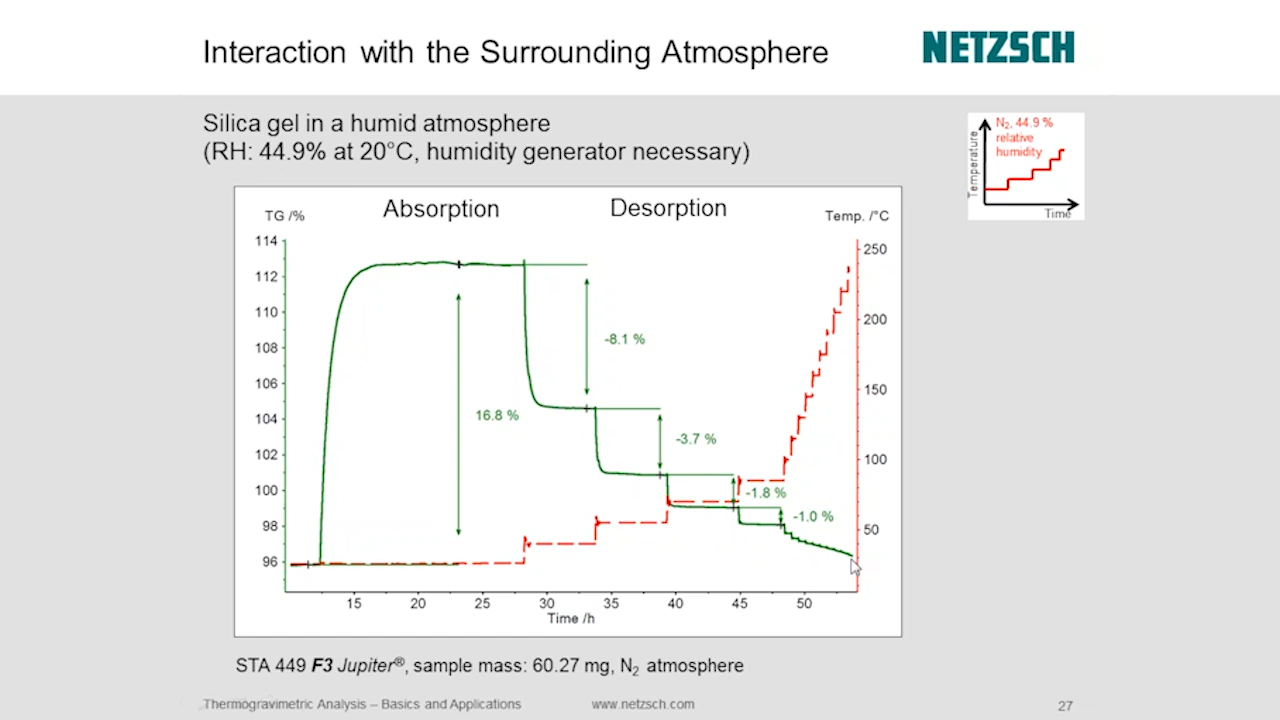 Interaction with the Surrounding Atmosphere
NETZSCH
Silica gel in a humid atmosphere
(RH: 44.9% at 20°C, humidity generator necessary)
N2, 44.9 %
relative
humidity
Temperature
Time
TG /%
Absorption
Desorption
Temp. /°C
114
112
110
108
106
104
102
100
98
96
250
200
150
100
50
16.8 %
-8.1 %
-3.7 %
-1.8 %
-1.0 %
15 20 25 30 35 40 45 50
Time /h
STA 449 F3 Jupiter®, sample mass: 60.27 mg, N2 atmosphere
Thermogravimetric Analysis – Basics and Applications
www.netzsch.com
27